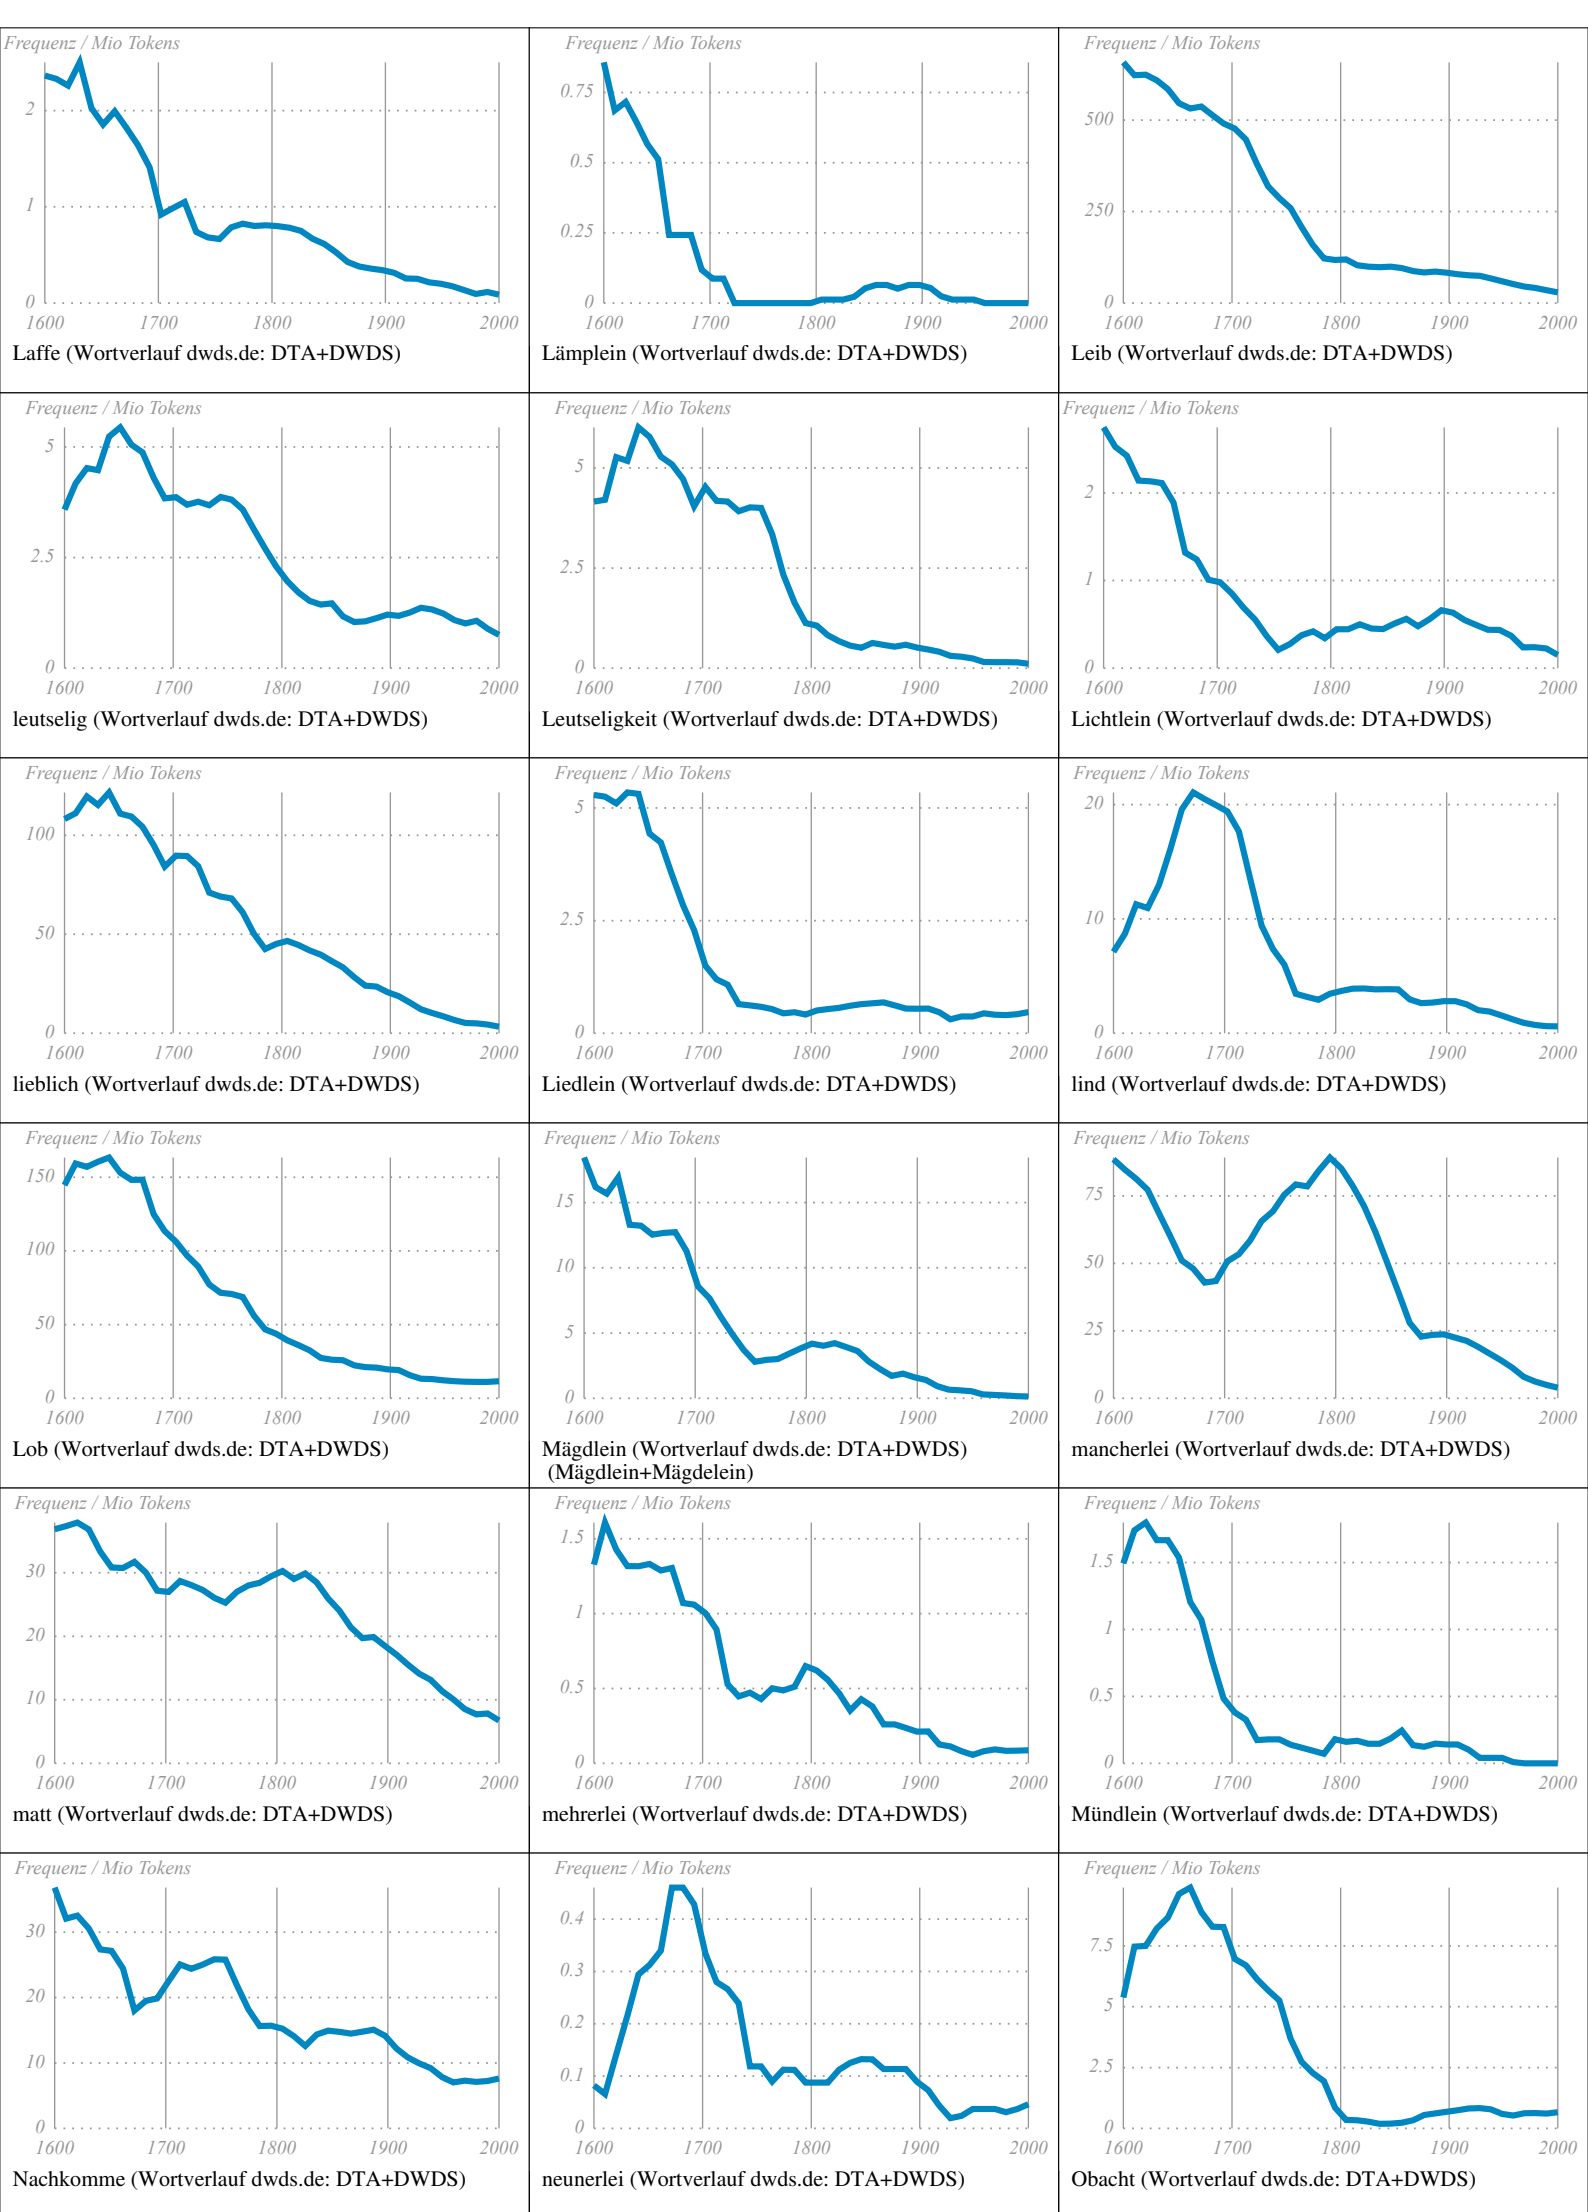 Frequenz / Mio Tokens
2
1
0
1600 1700 1800 1900 2000
Laffe (Wortverlauf dwds.de: DTA+DWDS)
Frequenz / Mio Tokens
0.75
0.5
0.25
0
1600 1700 1800 1900 2000
Lämplein (Wortverlauf dwds.de: DTA+DWDS)
Frequenz / Mio Tokens
500
250
0
1600 1700 1800 1900 2000
Leib (Wortverlauf dwds.de: DTA+DWDS)
Frequenz / Mio Tokens
5
2.5
0
1600 1700 1800 1900 2000
leutselig (Wortverlauf dwds.de: DTA+DWDS)
Frequenz / Mio Tokens
5
2.5
0
1600 1700 1800 1900 2000
Leutseligkeit (Wortverlauf dwds.de: DTA+DWDS)
Frequenz / Mio Tokens
2
1
0
1600 1700 1800 1900 2000
Lichtlein (Wortverlauf dwds.de: DTA+DWDS)
Frequenz / Mio Tokens
100
50
0
1600 1700 1800 1900 2000
lieblich (Wortverlauf dwds.de: DTA+DWDS)
Frequenz / Mio Tokens
5
2.5
0
1600 1700 1800 1900 2000
Liedlein (Wortverlauf dwds.de: DTA+DWDS)
Frequenz / Mio Tokens
20
10
0
1600 1700 1800 1900 2000
lind (Wortverlauf dwds.de: DTA+DWDS)
Frequenz / Mio Tokens
150
100
50
0
1600 1700 1800 1900 2000
Lob (Wortverlauf dwds.de: DTA+DWDS)
Frequenz / Mio Tokens
15
10
5
0
1600 1700 1800 1900 2000
Mägdlein (Wortverlauf dwds.de: DTA+DWDS)
(Mägdlein+Mägdelein)
Frequenz / Mio Tokens
75
50
25
0
1600 1700 1800 1900 2000
mancherlei (Wortverlauf dwds.de: DTA+DWDS)
Frequenz / Mio Tokens
30
20
10
0
1600 1700 1800 1900 2000
matt (Wortverlauf dwds.de: DTA+DWDS)
Frequenz / Mio Tokens
1.5
1
0.5
0
1600 1700 1800 1900 2000
mehrerlei (Wortverlauf dwds.de: DTA+DWDS)
Frequenz / Mio Tokens
1.5
1
0.5
0
1600 1700 1800 1900 2000
Mündlein (Wortverlauf dwds.de: DTA+DWDS)
Frequenz / Mio Tokens
30
20
10
0
1600 1700 1800 1900 2000
Nachkomme (Wortverlauf dwds.de: DTA+DWDS)
Frequenz / Mio Tokens
0.4
0.3
0.2
0.1
0
1600 1700 1800 1900 2000
neunerlei (Wortverlauf dwds.de: DTA+DWDS)
Frequenz / Mio Tokens
7.5
5
2.5
0
1600 1700 1800 1900 2000
Obacht (Wortverlauf dwds.de: DTA+DWDS)